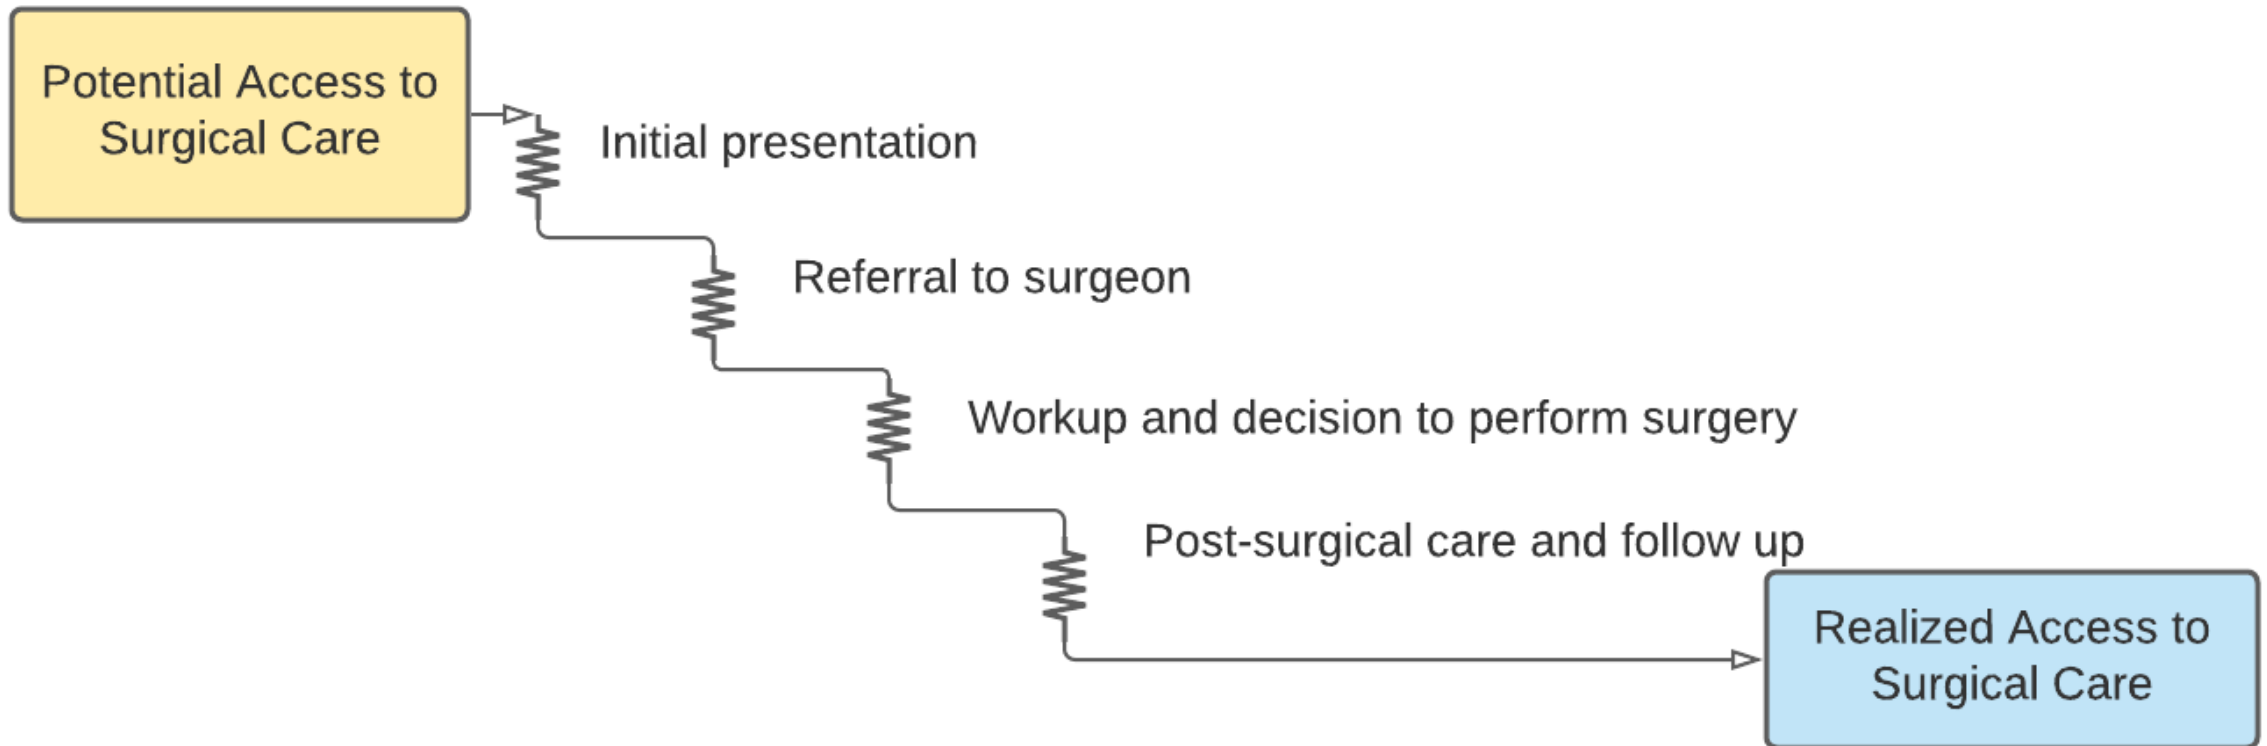 Potential Access to
Surgical Care
Initial presentation
Referral to surgeon
Workup and decision to perform surgery
Post-surgical care and follow up
Realized Access to
Surgical Care